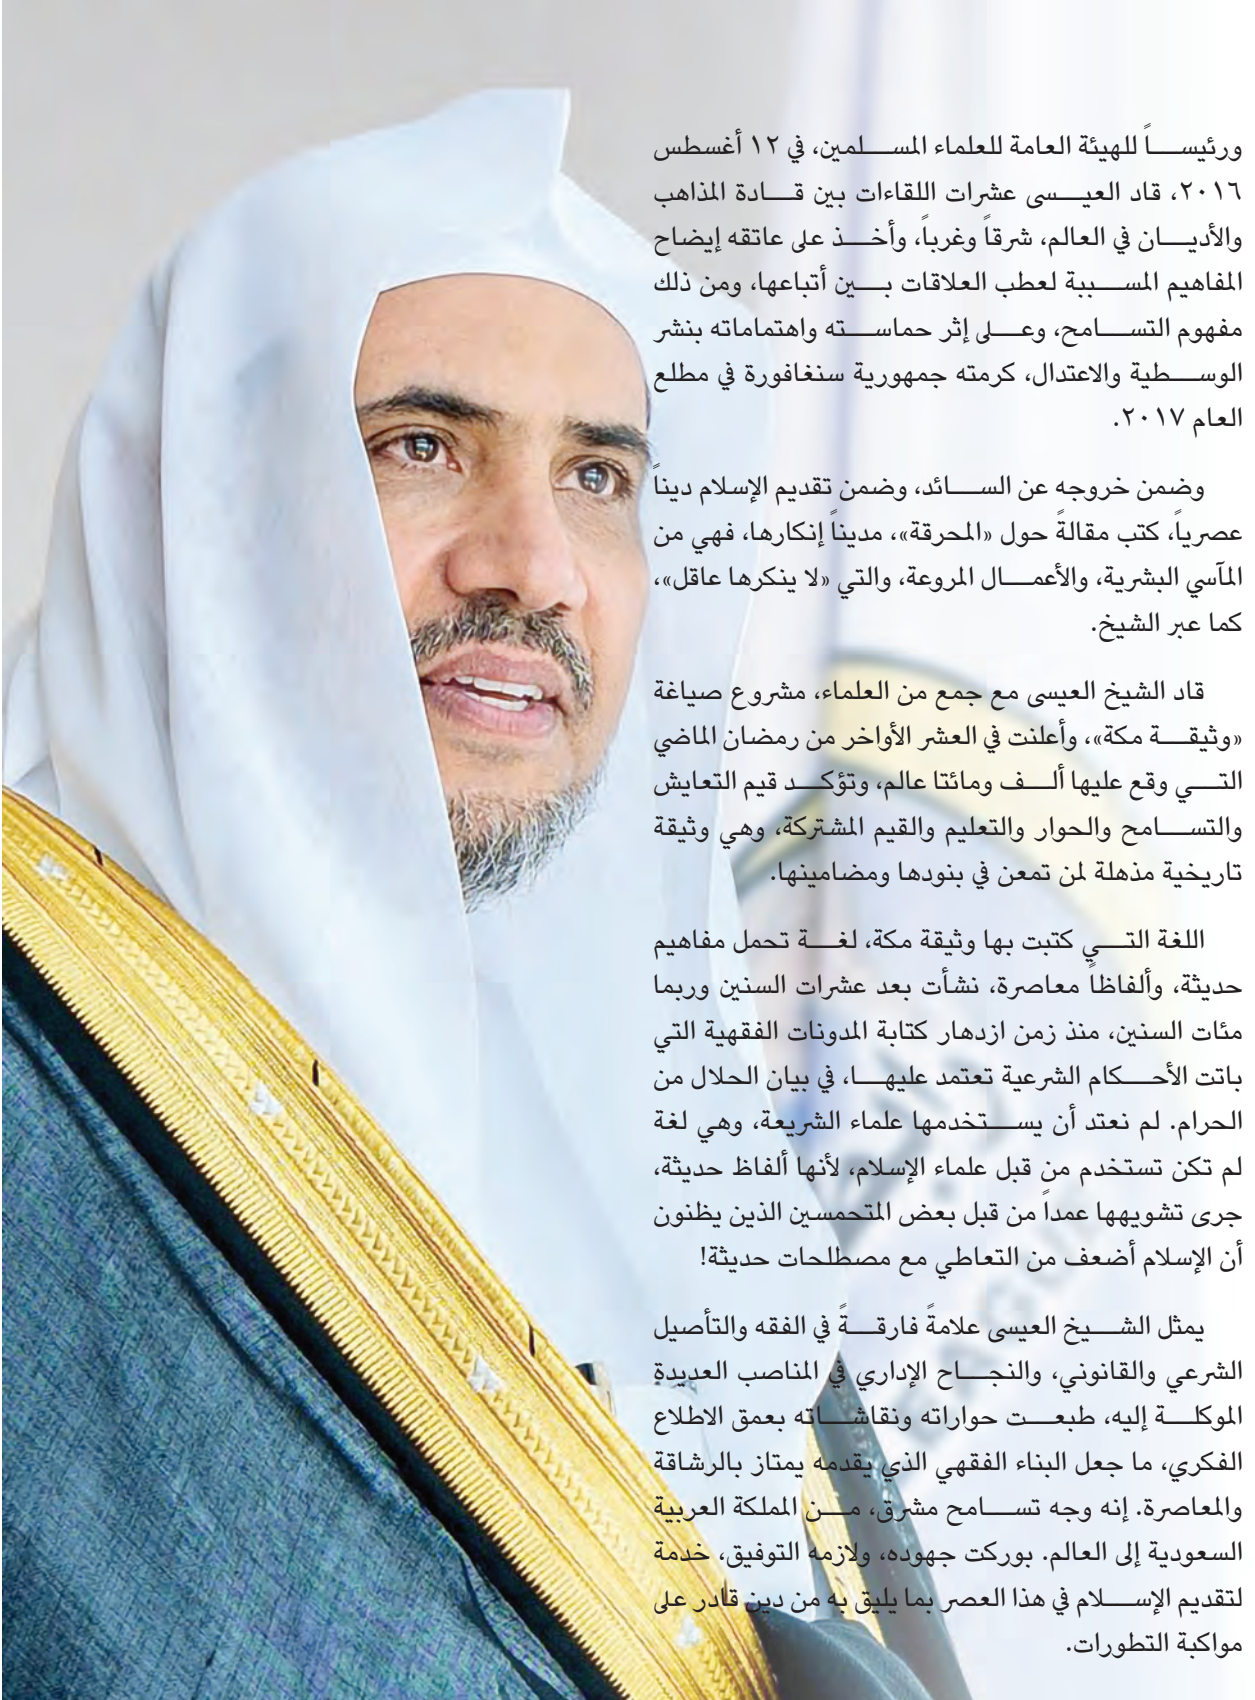 ورئيساً للهيئة العامة للعلماء المسلمين، في ١٢ أغسطس
٢٠١٦، قاد العيسى عشرات اللقاءات بين قادة المذاهب
والأديان في العالم، شرقاً وغرباً، وأخذ على عاتقه إيضاح
المفاهيم المسببة لعطب العلاقات بين أتباعها، ومن ذلك
مفهوم التسامح، وعلى إثر حماسته واهتماماته بنشر
الوسطية والاعتدال، كرمته جمهورية سنغافورة في مطلع
العام ٢٠١٧.
وضمن خروجه عن السائد، وضمن تقديم الإسلام ديناً
عصرياً، كتب مقالةً حول «المحرقة»، مديناً إنكارها، فهي من
المآسي البشرية، والأعمال المروعة، والتي «لا ينكرها عاقل»،
كما عبر الشيخ.
قاد الشيخ العيسى مع جمع من العلماء، مشروع صياغة
«وثيقة مكة»، وأعلنت في العشر الأواخر من رمضان الماضي
التي وقع عليها ألف ومائتا عالم، وتؤكد قيم التعايش
والتسامح والحوار والتعليم والقيم المشتركة، وهي وثيقة
تاريخية مذهلة لمن تمعن في بنودها ومضامينها.
اللغة التي كتبت بها وثيقة مكة، لغة تحمل مفاهيم
حديثة، وألفاظاً معاصرة، نشأت بعد عشرات السنين وربما
مئات السنين، منذ زمن ازدهار كتابة المدونات الفقهية التي
باتت الأحكام الشرعية تعتمد عليها، في بيان الحلال من
الحرام. لم نعتد أن يستخدمها علماء الشريعة، وهي لغة
لم تكن تستخدم من قبل علماء الإسلام، لأنها ألفاظ حديثة،
جرى تشويهها عمداً من قبل بعض المتحمسين الذين يظنون
أن الإسلام أضعف من التعاطي مع مصطلحات حديثة!
يمثل الشيخ العيسى علامةً فارقةً في الفقه والتأصيل
الشرعي والقانوني، والنجاح الإداري في المناصب العديدة
الموكلة إليه، طبعت حواراته ونقاشاته بعمق الاطلاع
الفكري، ما جعل البناء الفقهي الذي يقدمه يمتاز بالرشاقة
والمعاصرة. إنه وجه تسامح مشرق، من المملكة العربية
السعودية إلى العالم. بوركت جهوده، ولازمه التوفيق، خدمة
لتقديم الإسلام في هذا العصر بما يليق به من دين قادر على
مواكبة التطورات.